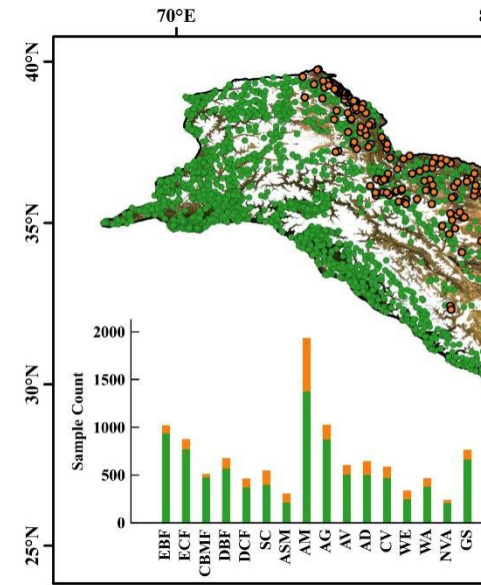 70°E
8
40°N
35°N
30°N
25°N
Sample Count
2000
1500
1000
500
0
EBF
ECF
CBMF
DBF
DCF
SC
ASM
AM
AG
AV
AD
CV
WE
WA
NVA
GS